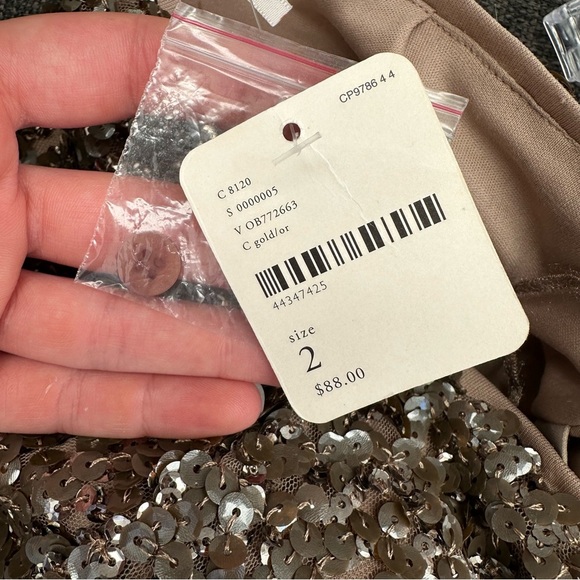 CP9786 4 4
C 8120
S 0000005
V OB772663
C gold/or
44347425
size
2
$88.00